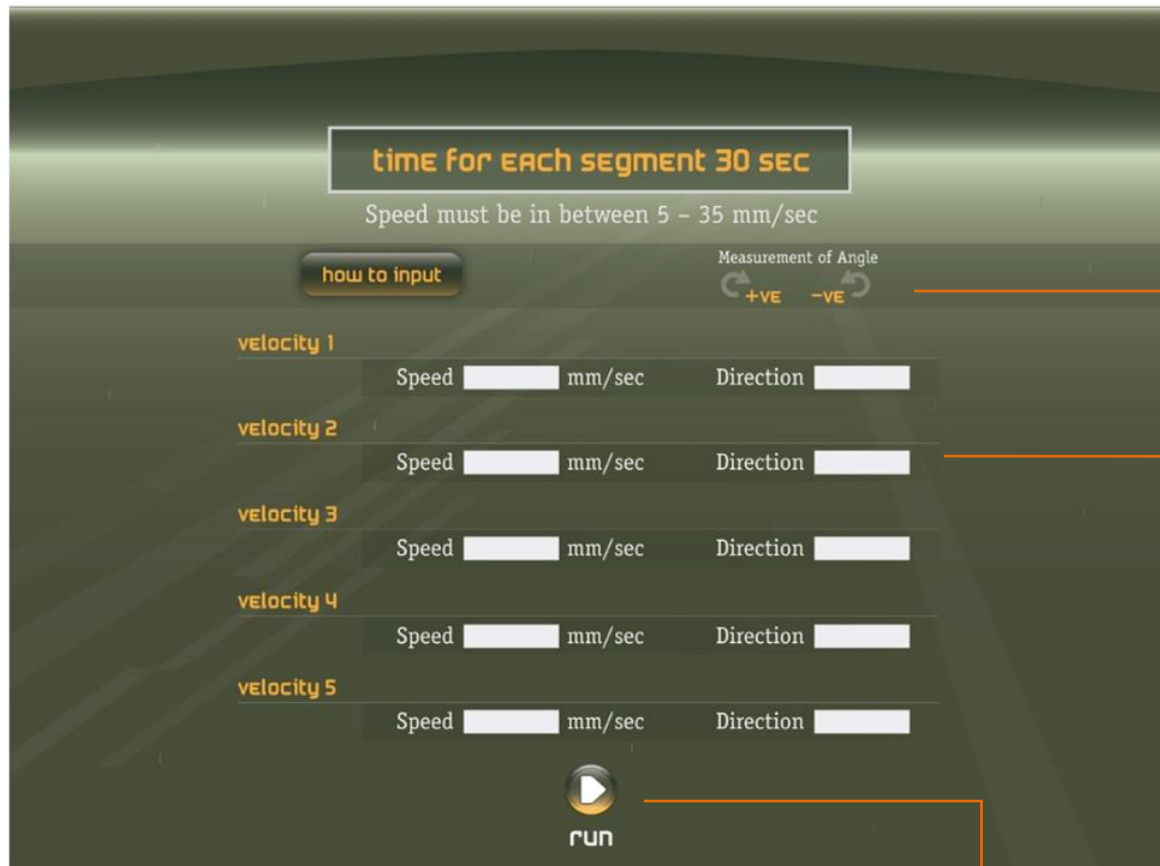 time for each segment 30 sec
Speed must be in between 5 – 35 mm/sec
how to input
Measurement of Angle
+ve -ve
velocity 1
Speed mm/sec Direction
velocity 2
Speed mm/sec Direction
velocity 3
Speed mm/sec Direction
velocity 4
Speed mm/sec Direction
velocity 5
Speed mm/sec Direction
run